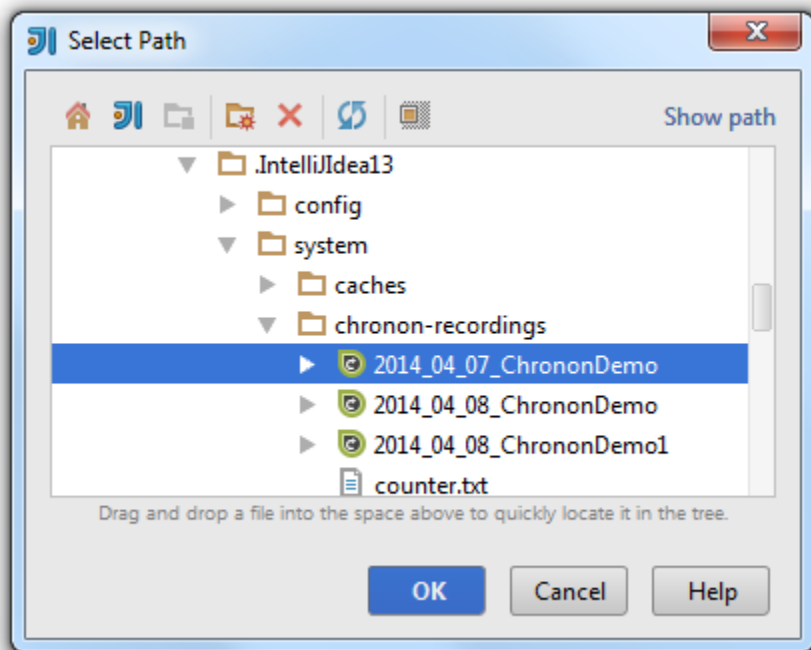 Select Path
Show path
.IntelliJIdea13
config
system
caches
chronon-recordings
2014_04_07_ChrononDemo
2014_04_08_ChrononDemo
2014_04_08_ChrononDemo1
counter.txt
Drag and drop a file into the space above to quickly locate it in the tree.
OK Cancel Help